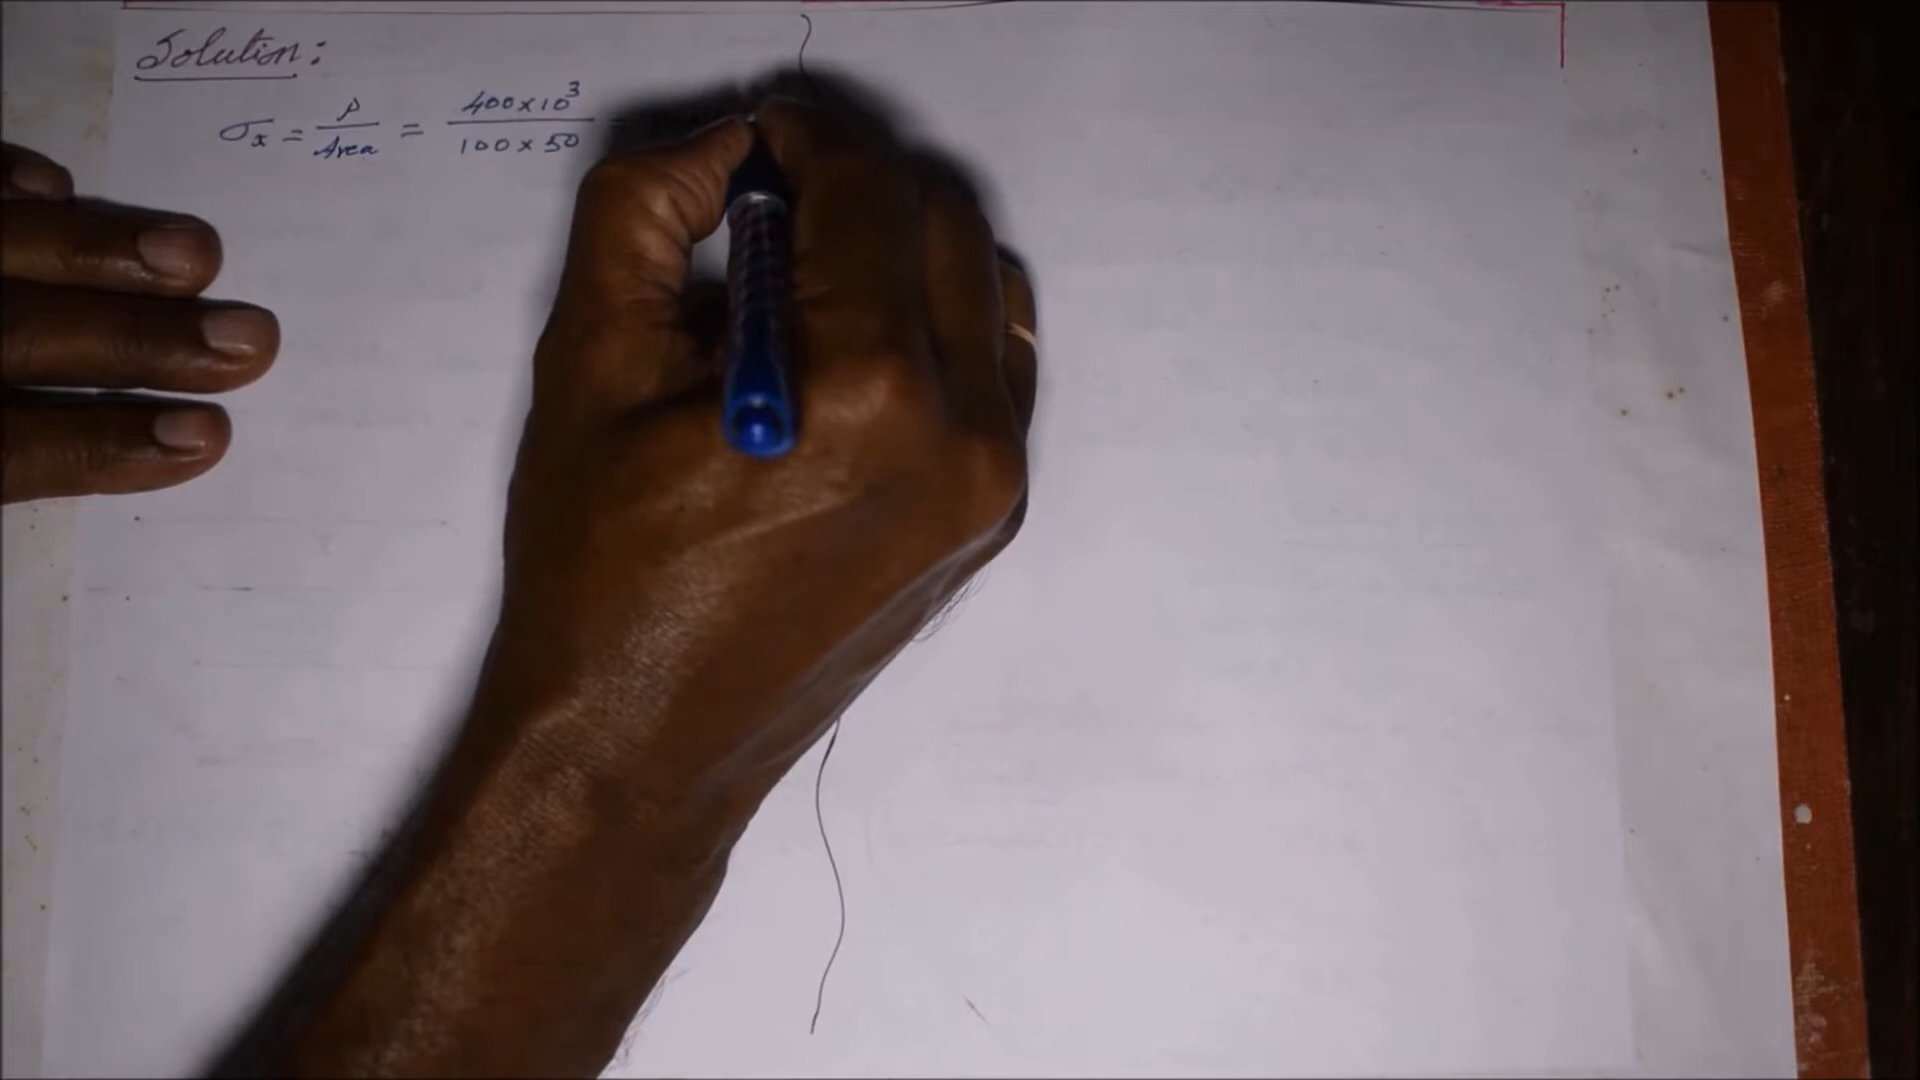 Solution:
σx = P/Area = 400×10³/100×50 =